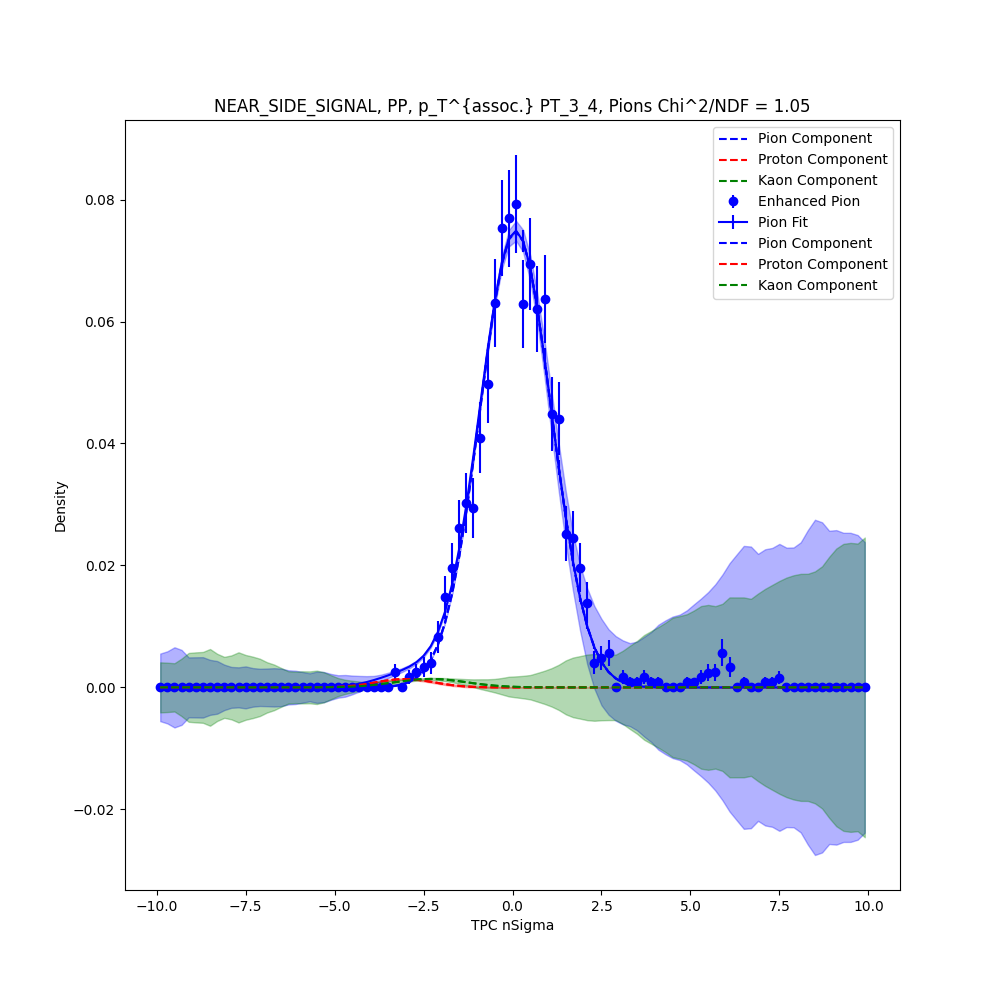 NEAR_SIDE_SIGNAL, PP, p_T^{assoc.} PT_3_4, Pions Chi^2/NDF = 1.05
Pion Component
Proton Component
Kaon Component
Enhanced Pion
Pion Fit
Pion Component
Proton Component
Kaon Component
0.08
0.06
0.04
0.02
0.00
−0.02
Density
−10.0 −7.5 −5.0 −2.5 0.0 2.5 5.0 7.5 10.0
TPC nSigma